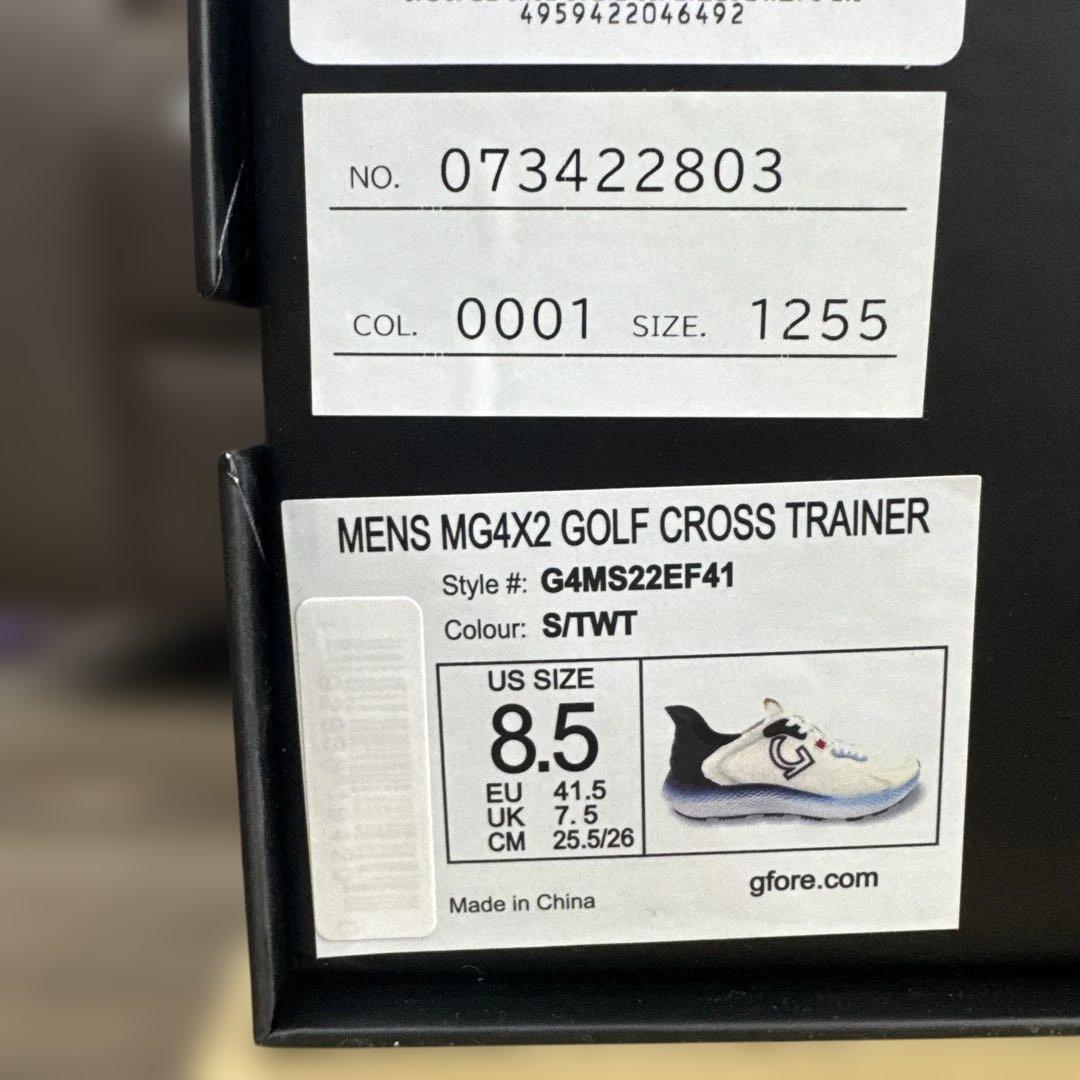 4959422046492
NO. 073422803
COL. 0001 SIZE. 1255
MENS MG4X2 GOLF CROSS TRAINER
Style #: G4MS22EF41
Colour: S/TWT
US SIZE
8.5
EU 41.5
UK 7.5
CM 25.5/26
gfore.com
Made in China